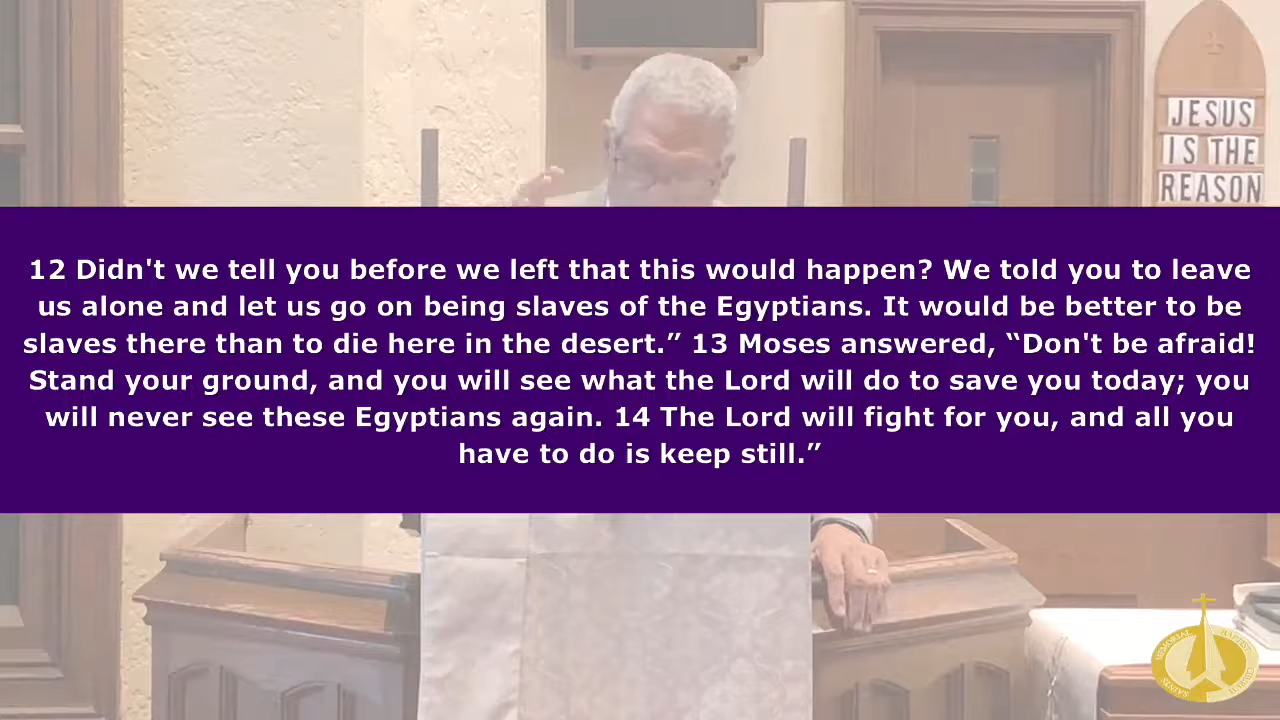 JESUS
IS THE
REASON
12 Didn't we tell you before we left that this would happen? We told you to leave
us alone and let us go on being slaves of the Egyptians. It would be better to be
slaves there than to die here in the desert.” 13 Moses answered, “Don't be afraid!
Stand your ground, and you will see what the Lord will do to save you today; you
will never see these Egyptians again. 14 The Lord will fight for you, and all you
have to do is keep still.”
MEMORIAL BAPTIST